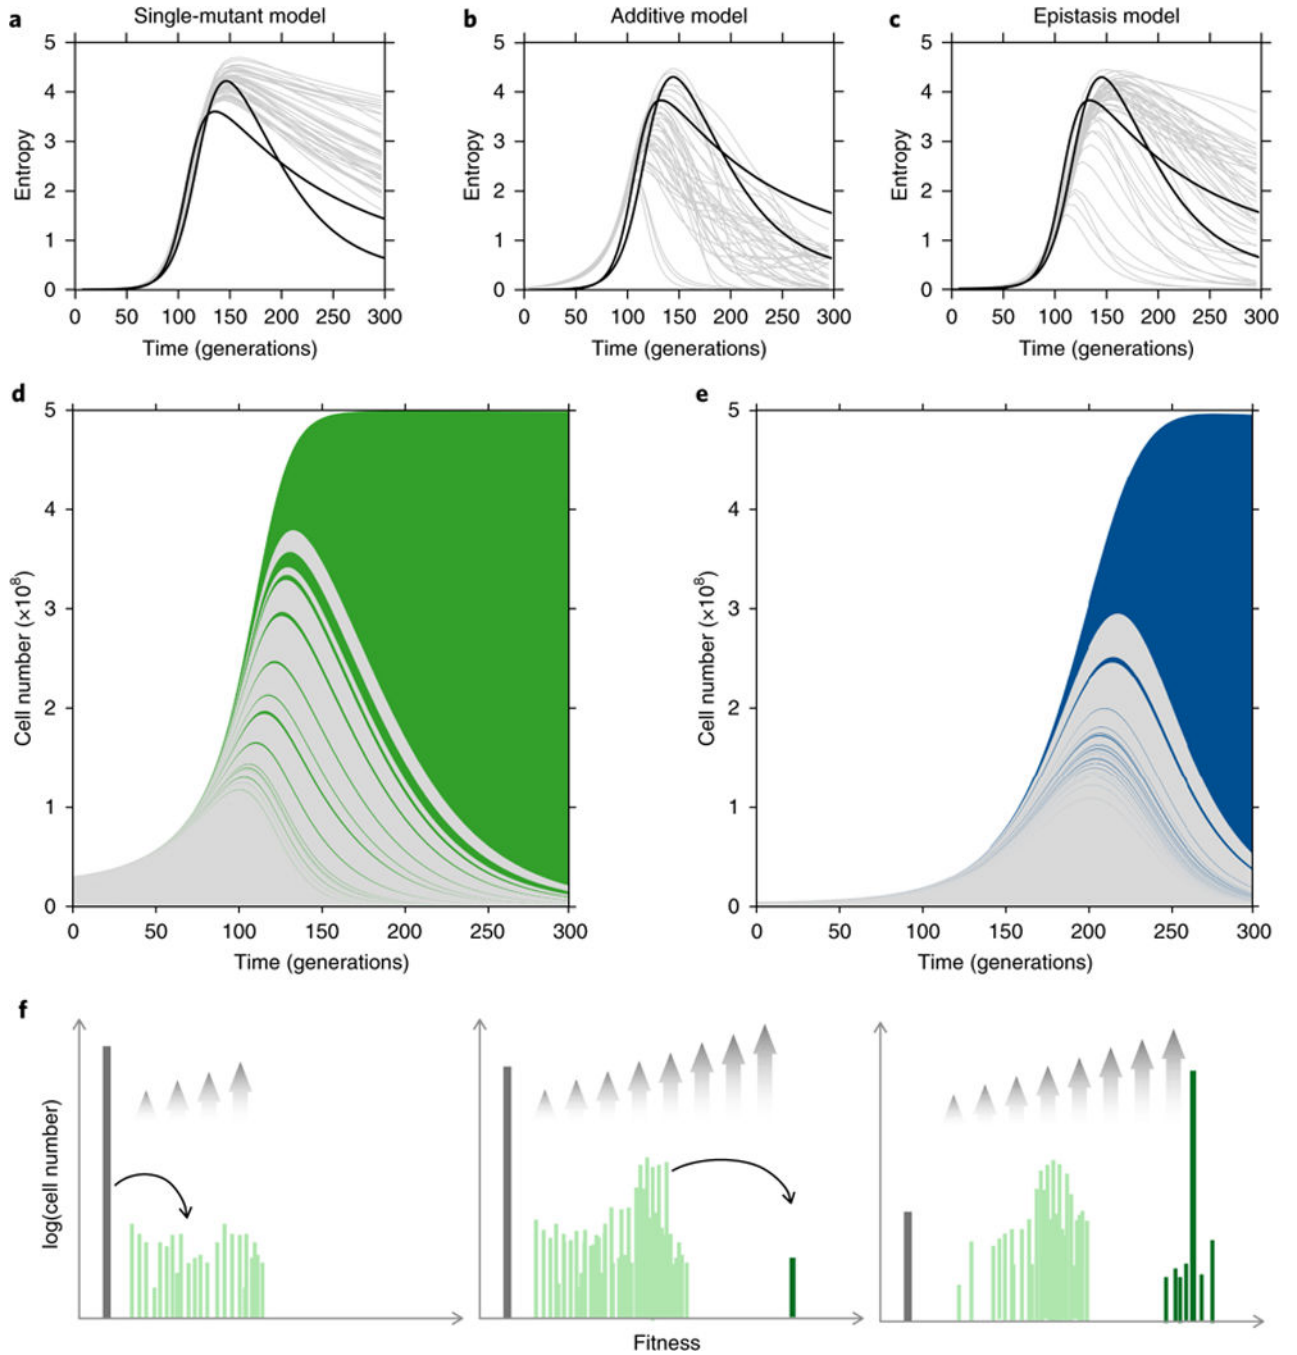 a Single-mutant model
b Additive model
c Epistasis model
5
4
3
2
1
0
Entropy
0 50 100 150 200 250 300
Time (generations)
5
4
3
2
1
0
Entropy
0 50 100 150 200 250 300
Time (generations)
5
4
3
2
1
0
Entropy
0 50 100 150 200 250 300
Time (generations)
d
5
4
3
2
1
0
Cell number (×10⁸)
0 50 100 150 200 250 300
Time (generations)
e
5
4
3
2
1
0
Cell number (×10⁸)
0 50 100 150 200 250 300
Time (generations)
f
log(cell number)
Fitness